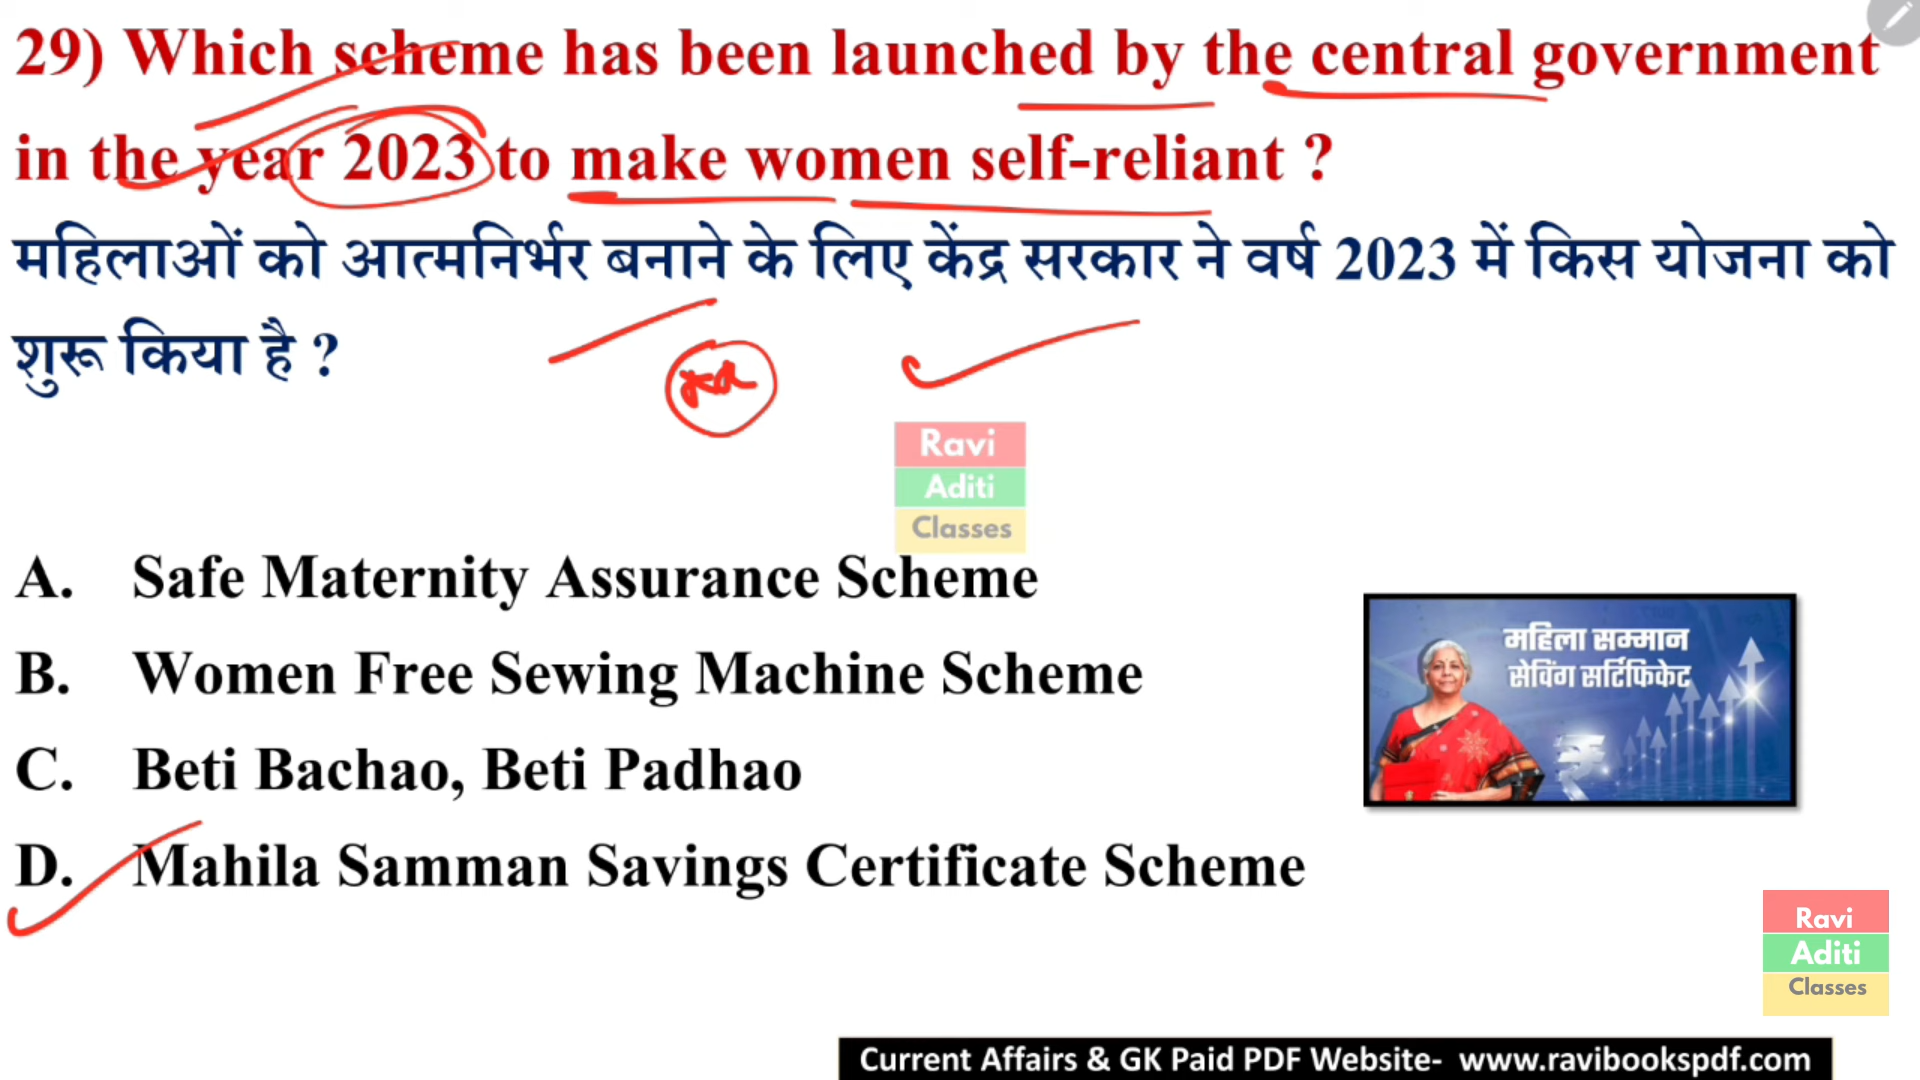 29) Which scheme has been launched by the central government
in the year 2023 to make women self-reliant ?
महिलाओं को आत्मनिर्भर बनाने के लिए केंद्र सरकार ने वर्ष 2023 में किस योजना को
शुरू किया है ?
Ravi
Aditi
Classes
A. Safe Maternity Assurance Scheme
B. Women Free Sewing Machine Scheme
C. Beti Bachao, Beti Padhao
D. Mahila Samman Savings Certificate Scheme
महिला सम्मान
सेविंग सर्टिफिकेट
Ravi
Aditi
Classes
Current Affairs & GK Paid PDF Website- www.ravibookspdf.com